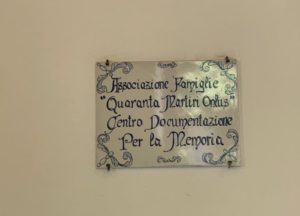 Associazione Famiglie
"Quaranta Martiri Onlus"
Centro Documentazione
Per la Memoria